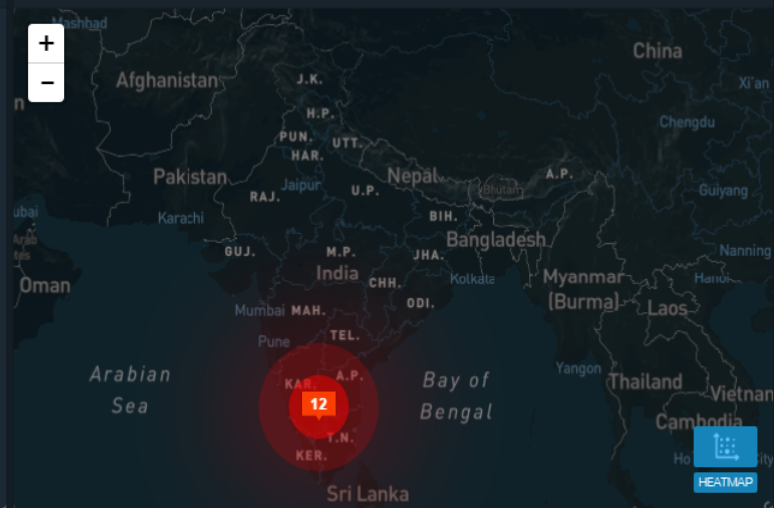 Mashhad
+
China
Afghanistan
J.K.
Xi'an
−
H.P.
Chengdu
PUN.
UTT.
HAR.
Pakistan
Nepal
A.P.
Jaipur
U.P.
Bhutan
Guiyang
RAJ.
Karachi
BIH.
Bangladesh
GUJ.
M.P.
JHA.
Nanning
India
Kolkata
Myanmar
(Burma)
Hanoi
Oman
CHH.
Mumbai
MAH.
ODI.
Laos
TEL.
Pune
Yangon
Arabian
Sea
KAR.
A.P.
Bay of
Bengal
Thailand
Vietnam
12
Cambodia
T.N.
KER.
HEATMAP
Sri Lanka